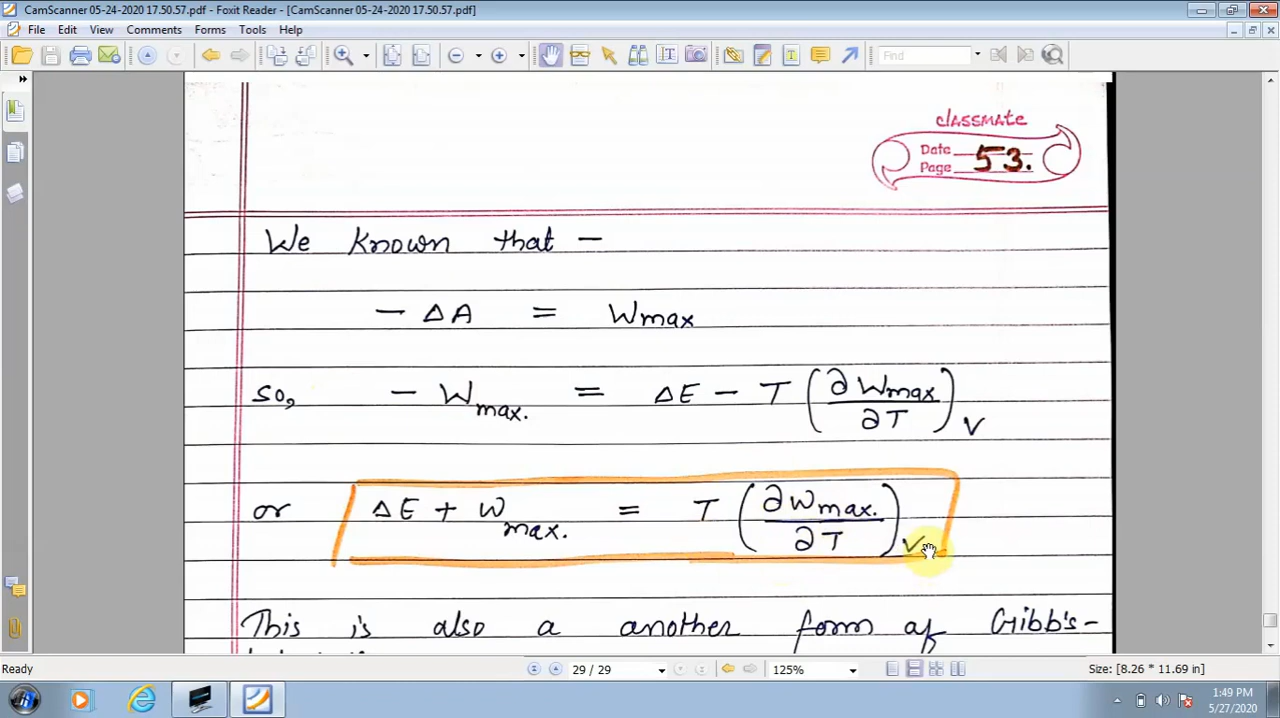 CamScanner 05-24-2020 17.50.57.pdf - Foxit Reader - [CamScanner 05-24-2020 17.50.57.pdf]
File Edit View Comments Forms Tools Help
Find
classmate
Date
Page 53.
We Known that —
- ΔA = Wmax
so, - Wmax. = ΔE - T (∂Wmax/∂T)V
or ΔE + Wmax. = T (∂Wmax./∂T)V
This is also a another form of Gibb's-
Ready 29 / 29 125% Size: [8.26 * 11.69 in]
1:49 PM
5/27/2020